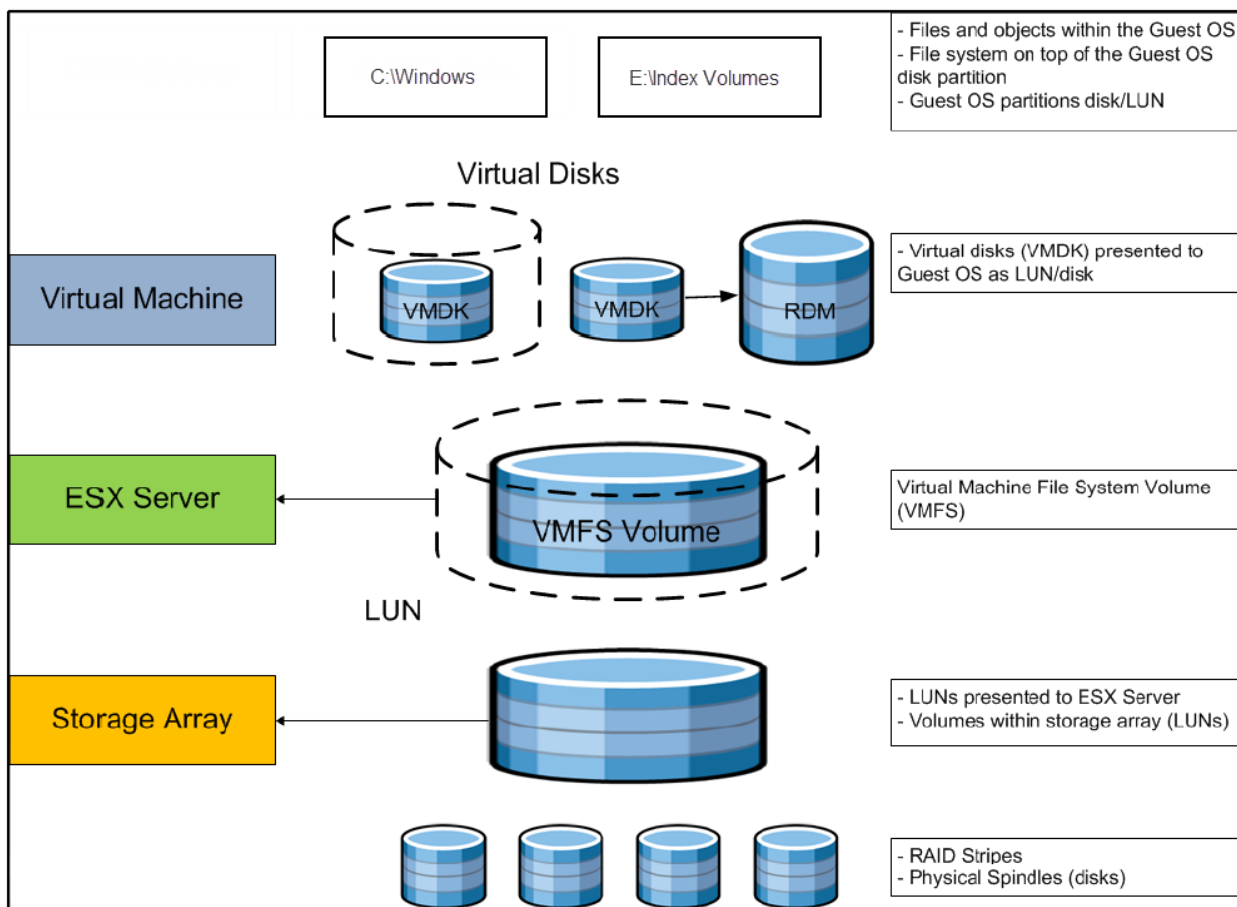 C:\Windows
E:\Index Volumes
- Files and objects within the Guest OS
- File system on top of the Guest OS
disk partition
- Guest OS partitions disk/LUN
Virtual Disks
Virtual Machine
VMDK
VMDK
RDM
- Virtual disks (VMDK) presented to
Guest OS as LUN/disk
ESX Server
VMFS Volume
Virtual Machine File System Volume
(VMFS)
LUN
Storage Array
- LUNs presented to ESX Server
- Volumes within storage array (LUNs)
- RAID Stripes
- Physical Spindles (disks)